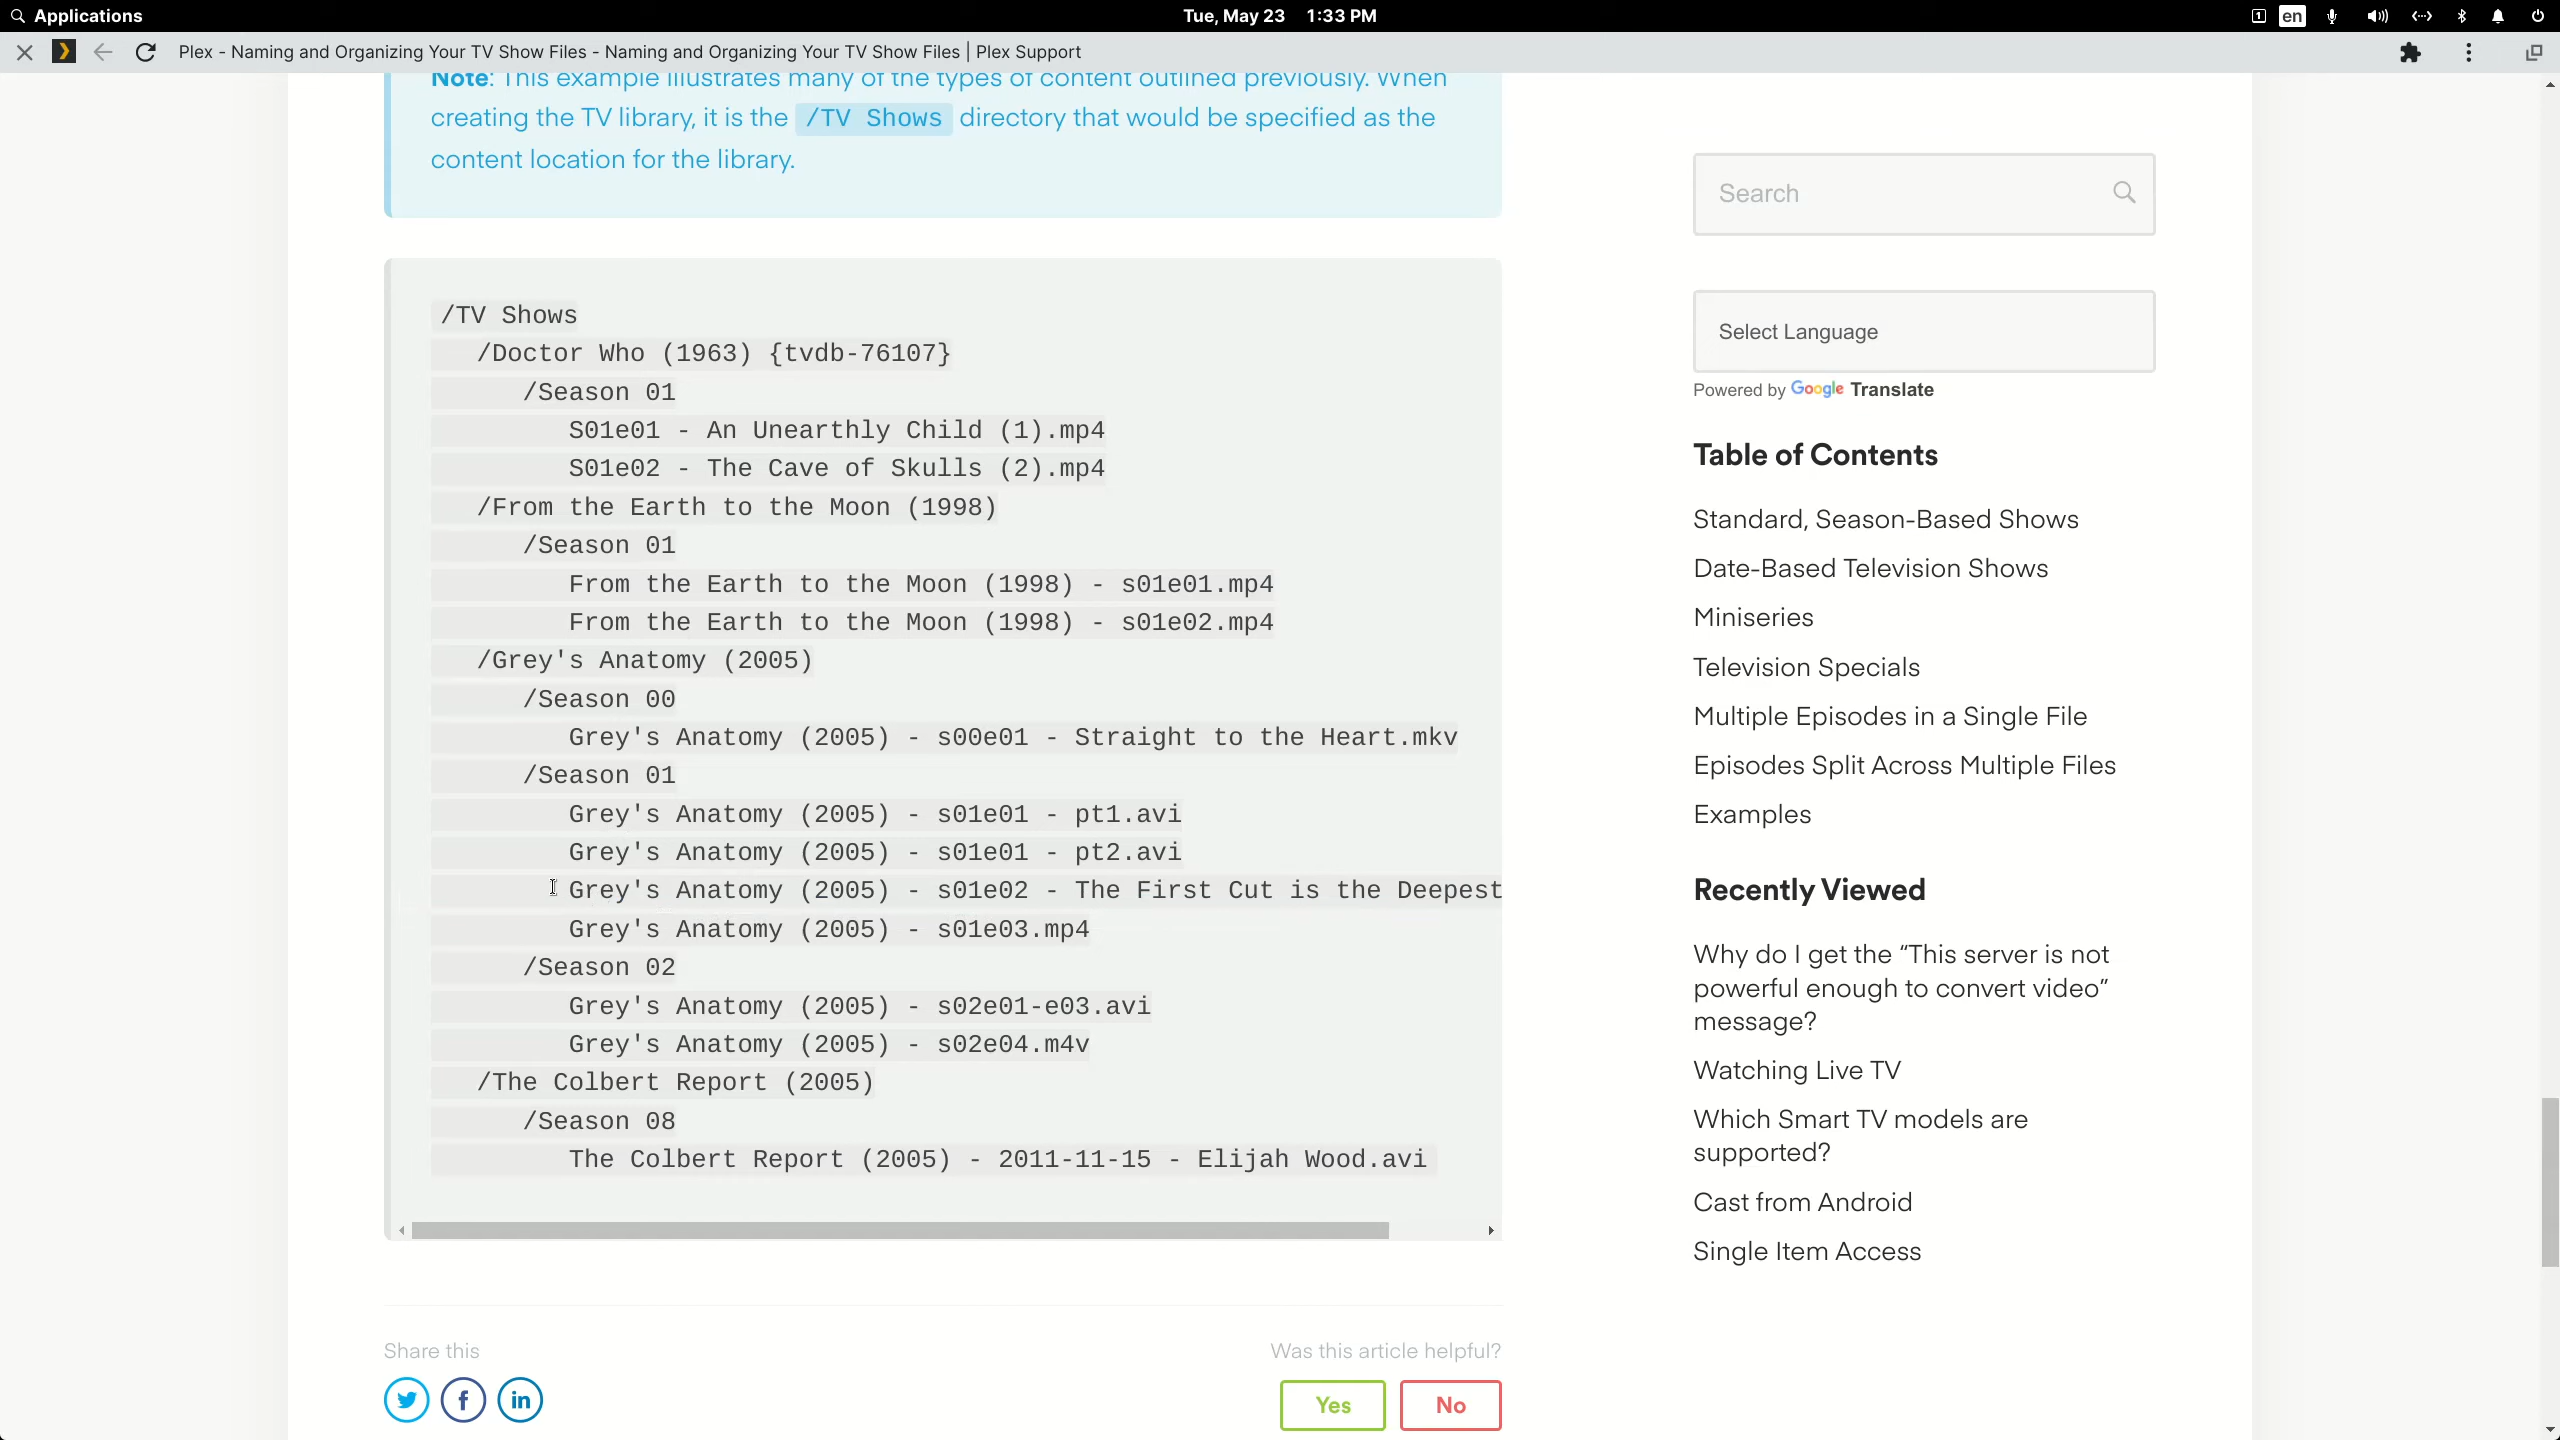 Applications
Tue, May 23 1:33 PM
1 en
Plex - Naming and Organizing Your TV Show Files - Naming and Organizing Your TV Show Files | Plex Support
Note: This example illustrates many of the types of content outlined previously. When
creating the TV library, it is the /TV Shows directory that would be specified as the
content location for the library.
/TV Shows
/Doctor Who (1963) {tvdb-76107}
/Season 01
S01e01 - An Unearthly Child (1).mp4
S01e02 - The Cave of Skulls (2).mp4
/From the Earth to the Moon (1998)
/Season 01
From the Earth to the Moon (1998) - s01e01.mp4
From the Earth to the Moon (1998) - s01e02.mp4
/Grey's Anatomy (2005)
/Season 00
Grey's Anatomy (2005) - s00e01 - Straight to the Heart.mkv
/Season 01
Grey's Anatomy (2005) - s01e01 - pt1.avi
Grey's Anatomy (2005) - s01e01 - pt2.avi
Grey's Anatomy (2005) - s01e02 - The First Cut is the Deepest
Grey's Anatomy (2005) - s01e03.mp4
/Season 02
Grey's Anatomy (2005) - s02e01-e03.avi
Grey's Anatomy (2005) - s02e04.m4v
/The Colbert Report (2005)
/Season 08
The Colbert Report (2005) - 2011-11-15 - Elijah Wood.avi
Share this
Was this article helpful?
Yes
No
Search
Select Language
Powered by Google Translate
Table of Contents
Standard, Season-Based Shows
Date-Based Television Shows
Miniseries
Television Specials
Multiple Episodes in a Single File
Episodes Split Across Multiple Files
Examples
Recently Viewed
Why do I get the “This server is not
powerful enough to convert video”
message?
Watching Live TV
Which Smart TV models are
supported?
Cast from Android
Single Item Access